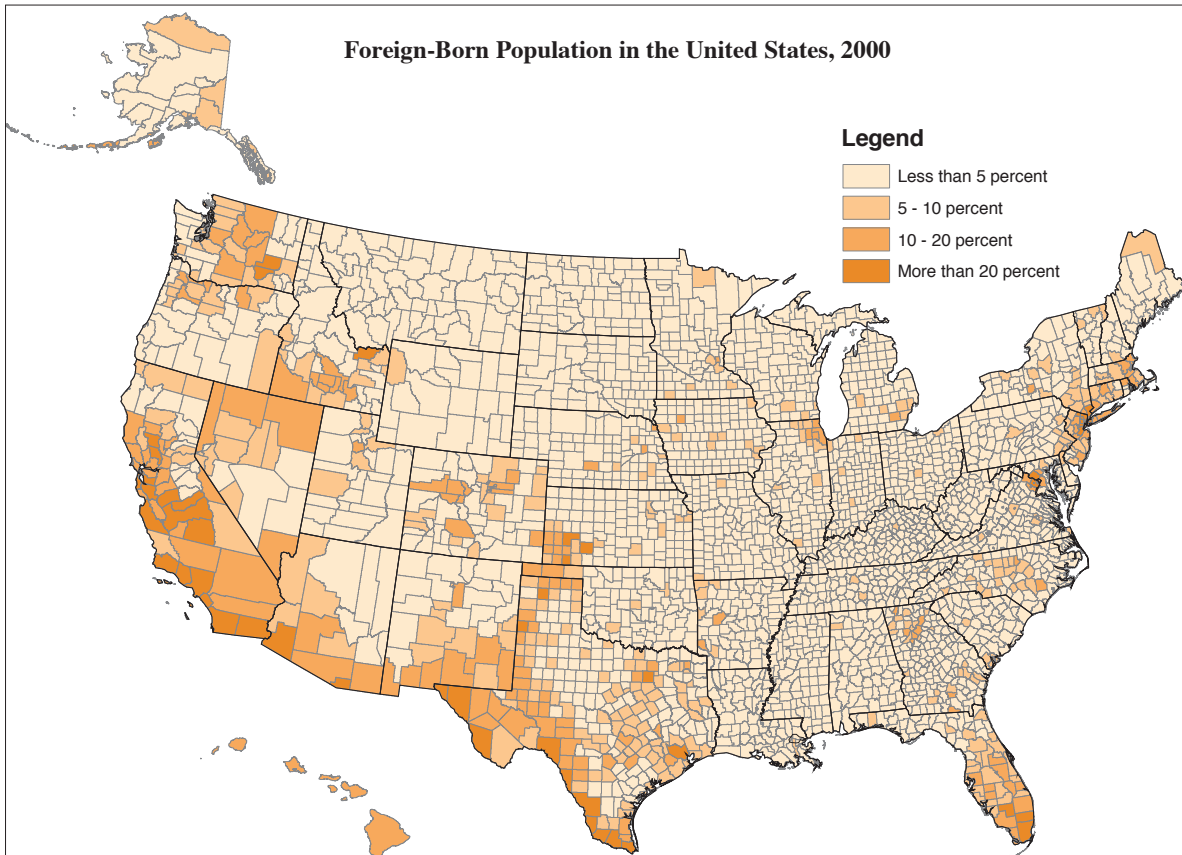 Foreign-Born Population in the United States, 2000
Legend
Less than 5 percent
5 - 10 percent
10 - 20 percent
More than 20 percent